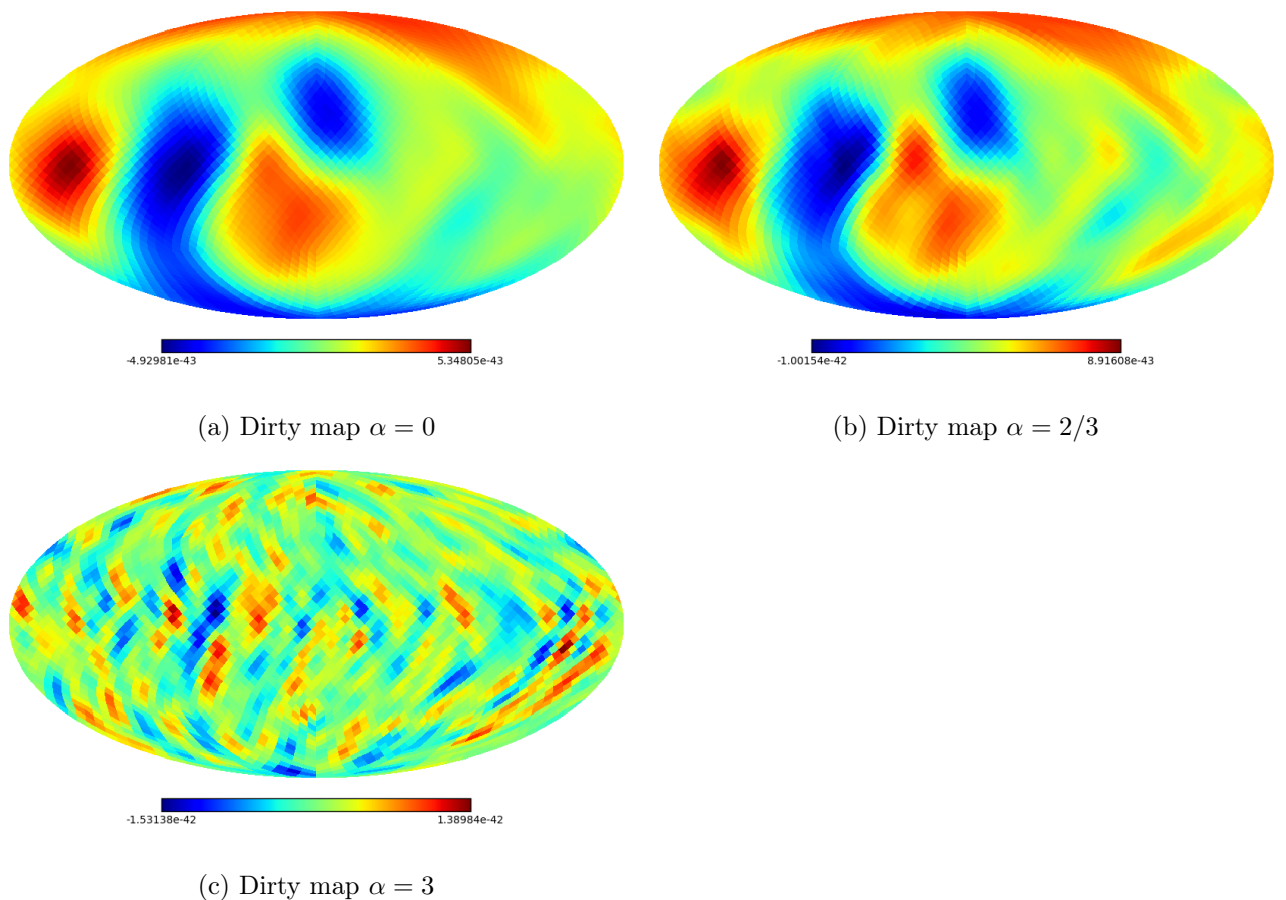 -4.92981e-43 5.34805e-43
-1.00154e-42 8.91608e-43
(a) Dirty map α = 0
(b) Dirty map α = 2/3
-1.53138e-42 1.38984e-42
(c) Dirty map α = 3